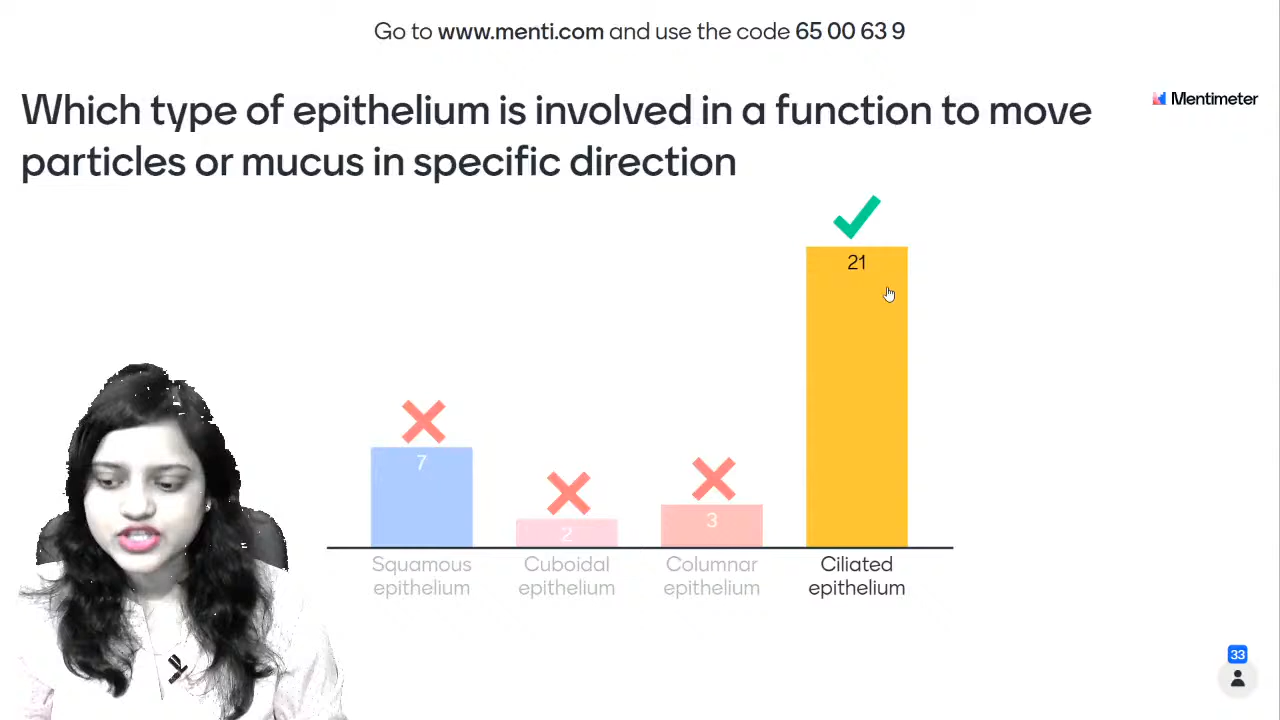 Go to www.menti.com and use the code 65 00 63 9
Which type of epithelium is involved in a function to move
particles or mucus in specific direction
Mentimeter
21
7
2
3
Squamous
epithelium
Cuboidal
epithelium
Columnar
epithelium
Ciliated
epithelium
33